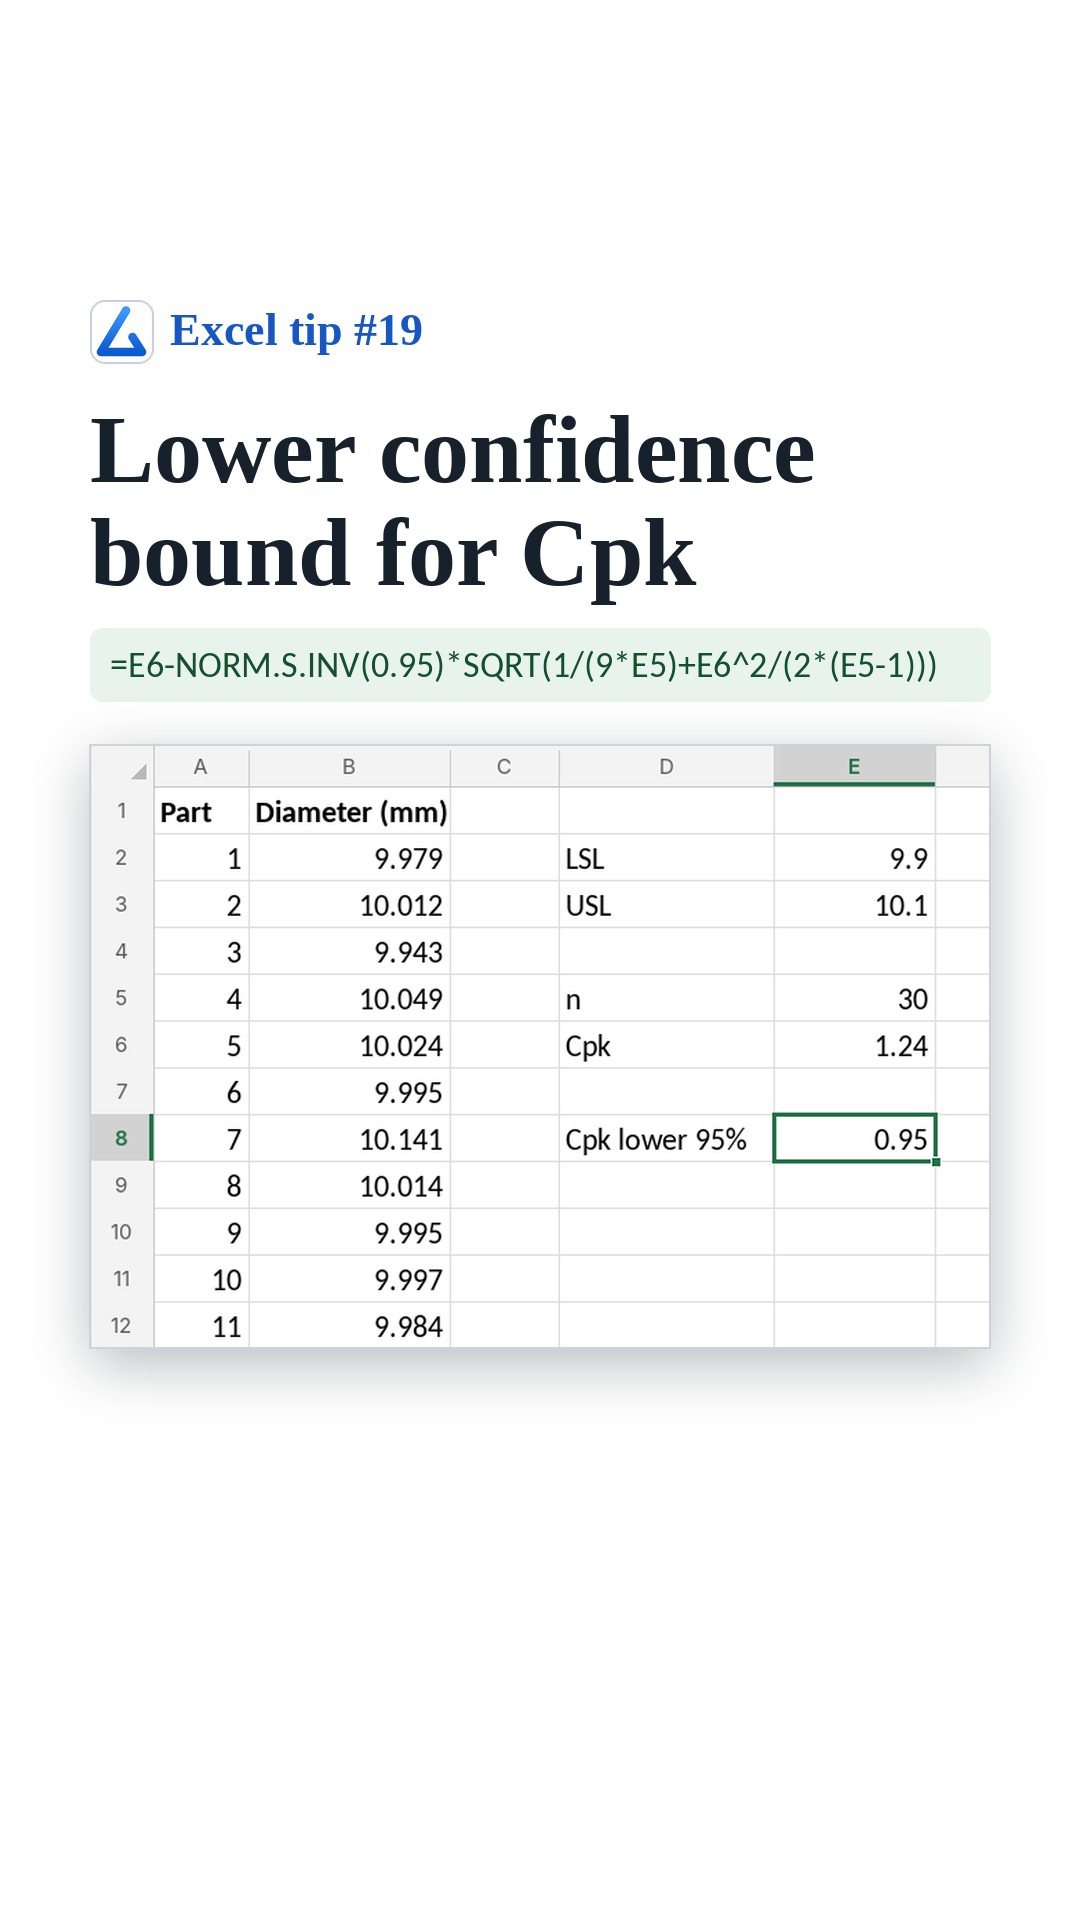 Excel tip #19
Lower confidence
bound for Cpk
=E6-NORM.S.INV(0.95)*SQRT(1/(9*E5)+E6^2/(2*(E5-1)))
A B C D E
1 Part Diameter (mm)
2 1 9.979 LSL 9.9
3 2 10.012 USL 10.1
4 3 9.943
5 4 10.049 n 30
6 5 10.024 Cpk 1.24
7 6 9.995
8 7 10.141 Cpk lower 95% 0.95
9 8 10.014
10 9 9.995
11 10 9.997
12 11 9.984